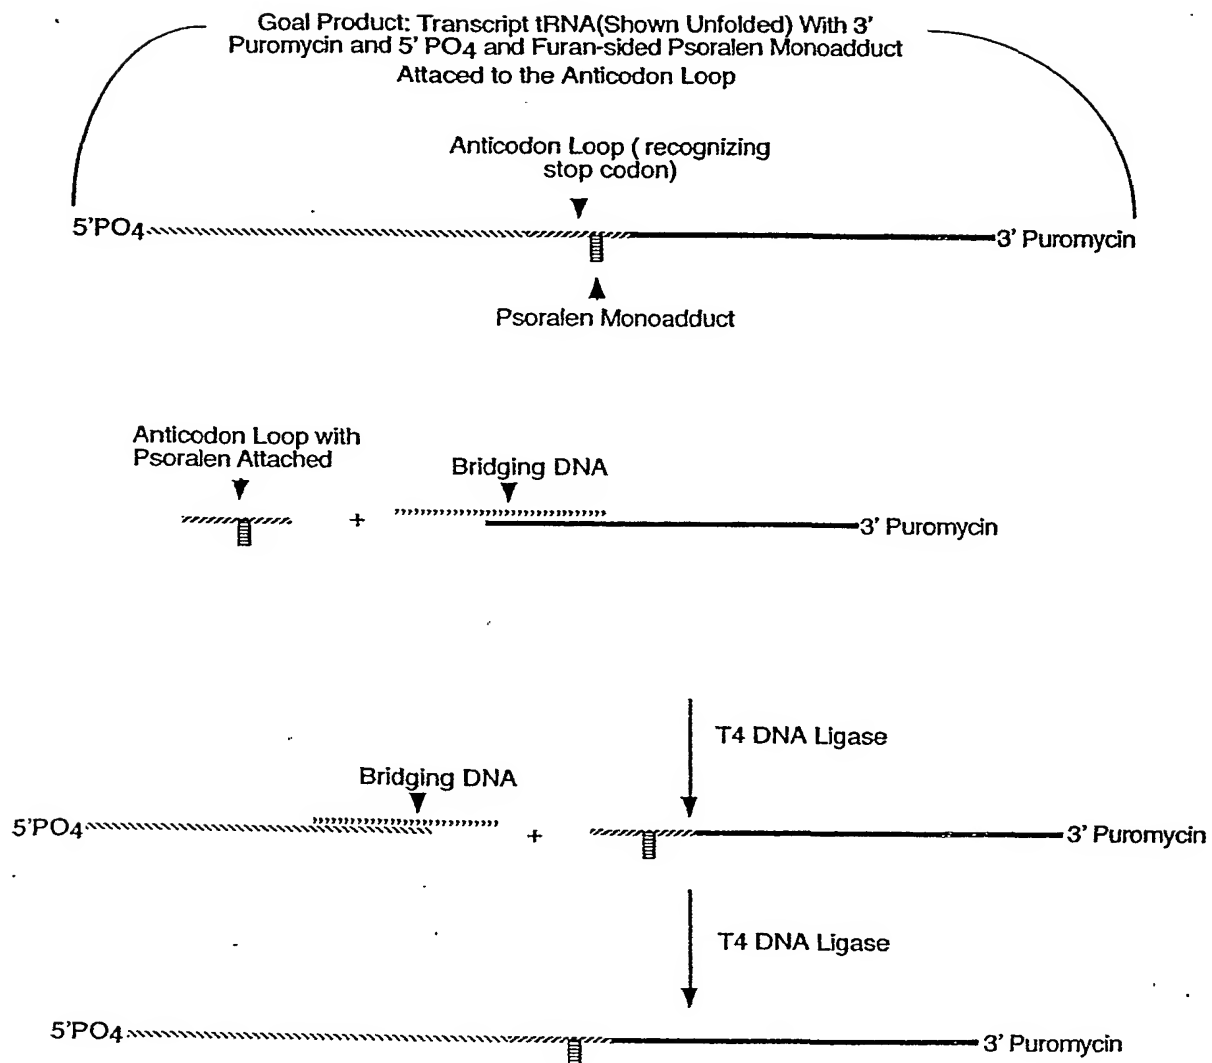 Goal Product: Transcript tRNA(Shown Unfolded) With 3'
Puromycin and 5' PO4 and Furan-sided Psoralen Monoadduct
Attaced to the Anticodon Loop
Anticodon Loop ( recognizing
stop codon)
5'PO4
3' Puromycin
Psoralen Monoadduct
Anticodon Loop with
Psoralen Attached
Bridging DNA
+
3' Puromycin
T4 DNA Ligase
Bridging DNA
5'PO4
+
3' Puromycin
T4 DNA Ligase
5'PO4
3' Puromycin